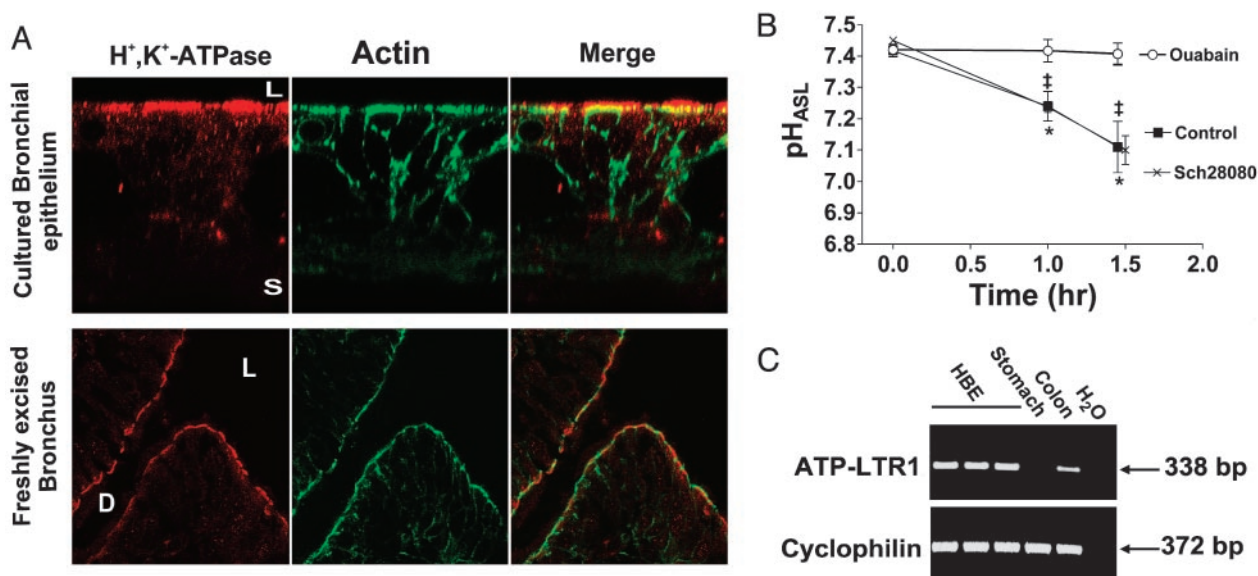 A
H⁺,K⁺-ATPase
Actin
Merge
Cultured Bronchial
epithelium
L
S
Freshly excised
Bronchus
L
D
B
pH_ASL
7.5
7.4
7.3
7.2
7.1
7.0
6.9
6.8
‡
*
‡
*
Ouabain
Control
Sch28080
0.0
0.5
1.0
1.5
2.0
Time (hr)
C
HBE
Stomach
Colon
H₂O
ATP-LTR1
338 bp
Cyclophilin
372 bp